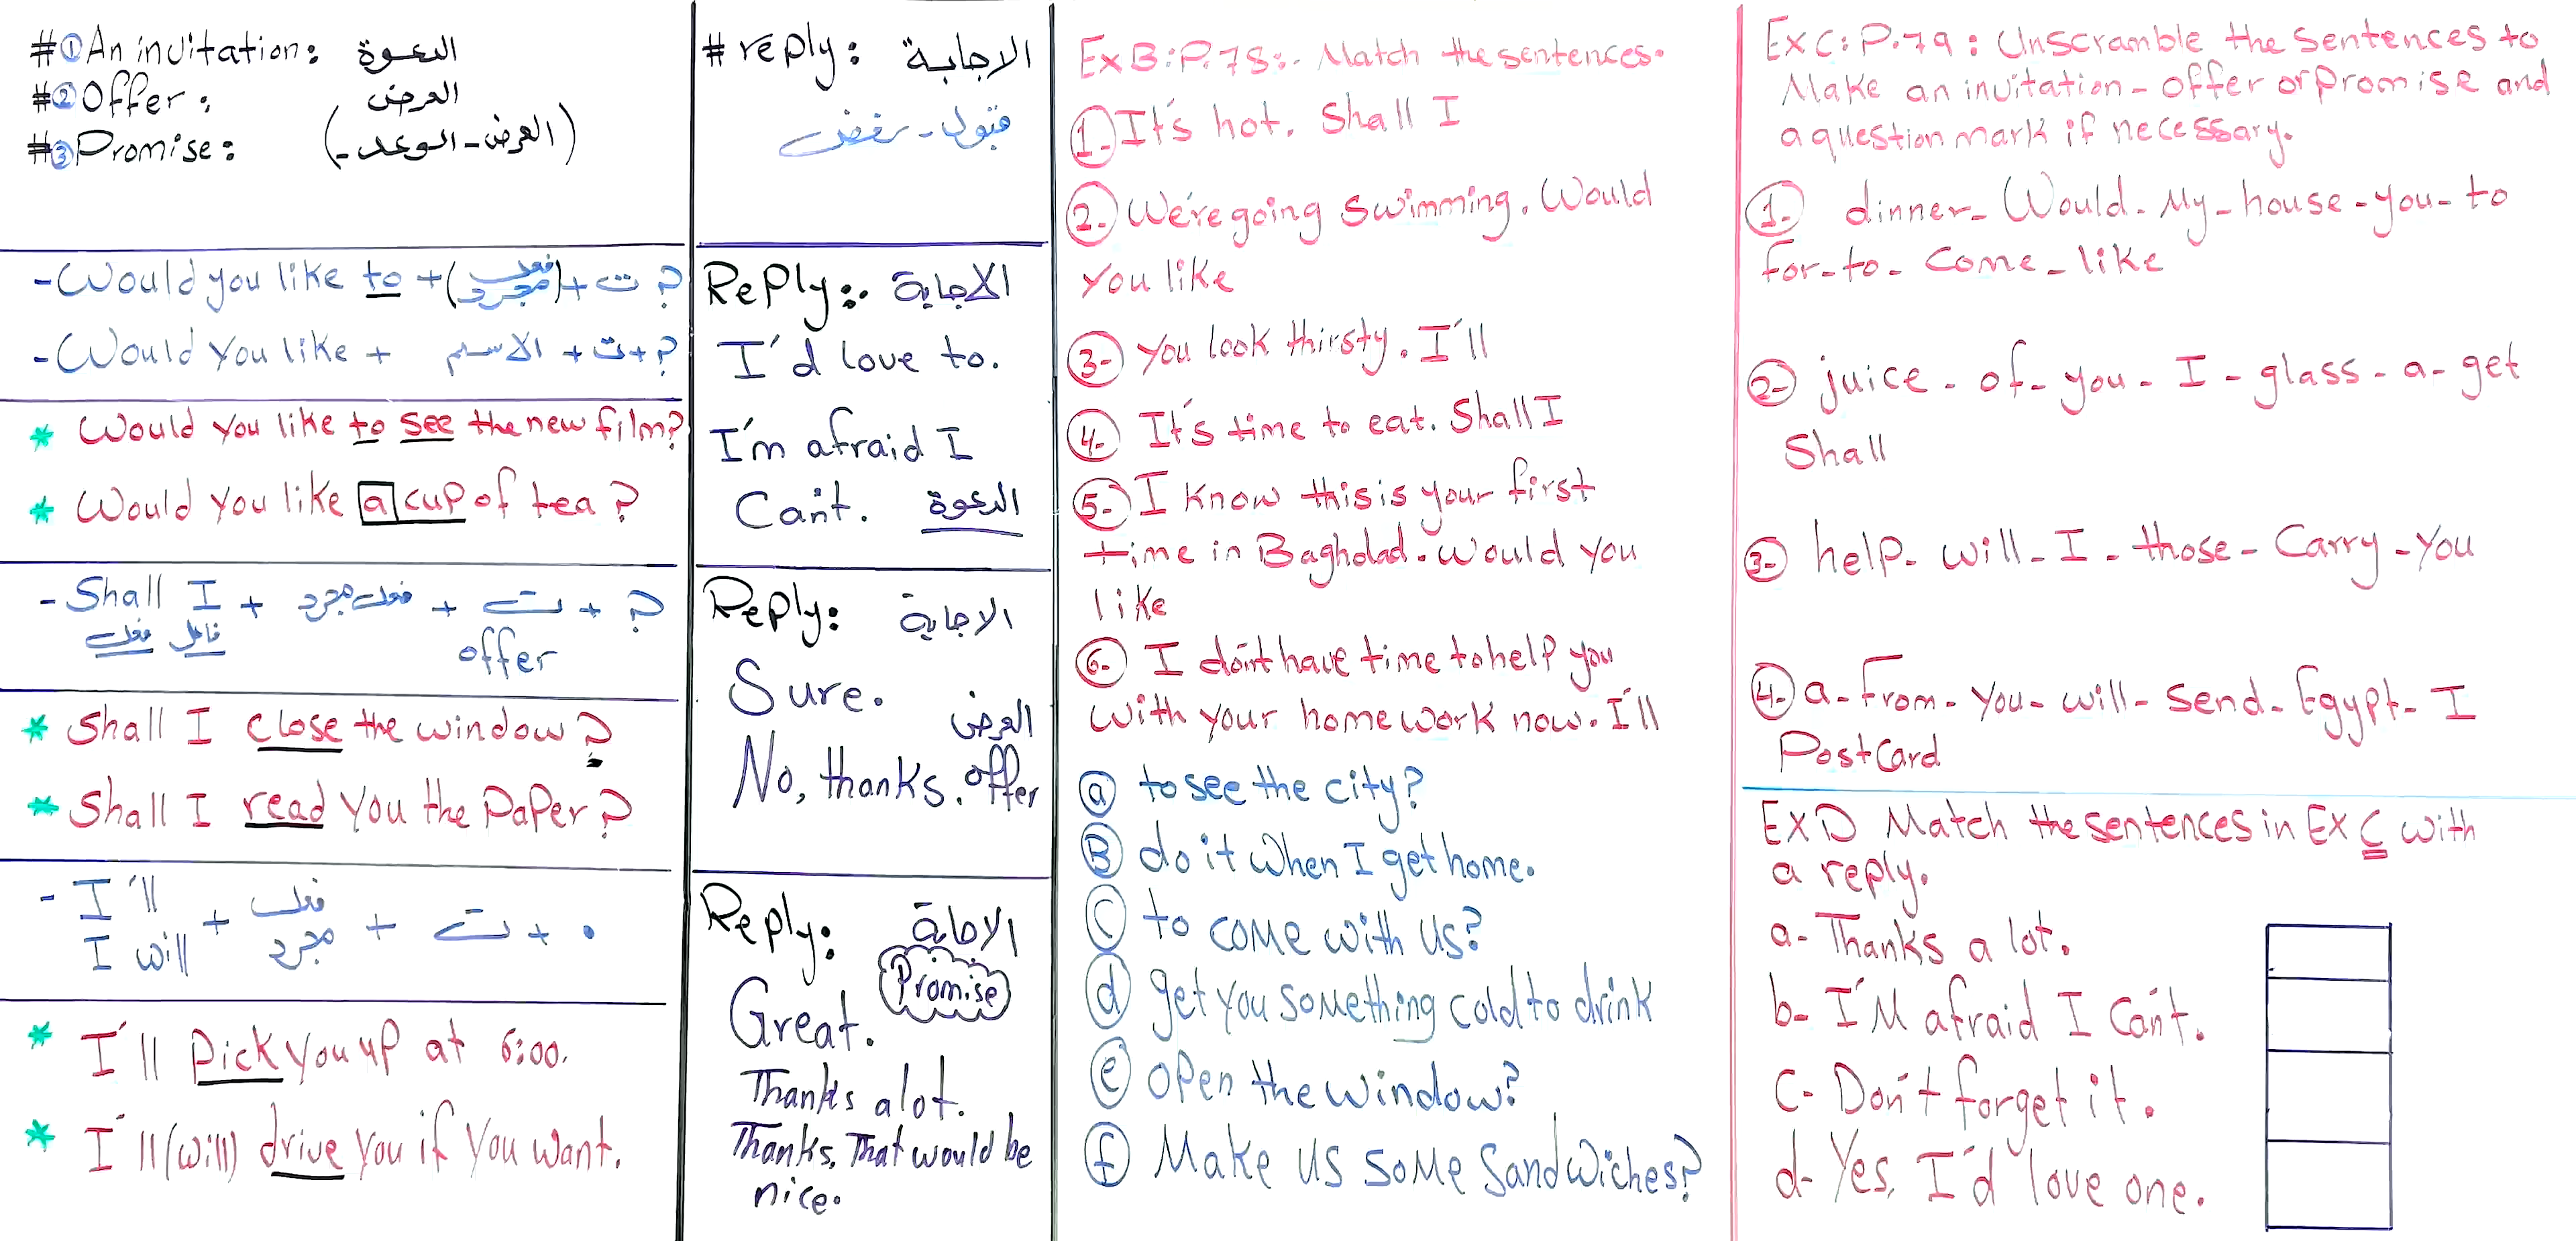 #① An invitation: الدعوة
#② Offer: العرض
#③ Promise: (العرض-الوعد-)
- Would you like to + (فعل مجرد) + ت ?
- Would you like + الاسم + ت + ?
* Would you like to see the new film?
* Would you like a cup of tea?
- Shall I + فعل مجرد + ت + ?
فعل فاعل offer
* Shall I close the window?
* Shall I read you the Paper?
- I'll + فعل مجرد + ت + .
I will
* I'll Pick you up at 6:00.
* I'll (will) drive you if you want.
# reply: الاجابة
قبول - رفض
Reply: الاجابة
I'd love to.
I'm afraid I
Can't. الدعوة
Reply: الاجابة
Sure.
العرض
No, thanks. offer
Reply:
Promise
Great.
Thanks a lot.
Thanks. That would be
nice.
Ex B: P.78: Match the sentences.
① It's hot. Shall I
② We're going swimming. Would
you like
③ You look thirsty. I'll
④ It's time to eat. Shall I
⑤ I know this is your first
time in Baghdad. Would you
like
⑥ I don't have time to help you
with your homework now. I'll
ⓐ to see the city?
Ⓑ do it when I get home.
Ⓒ to come with us?
ⓓ get you something cold to drink
ⓔ open the window?
ⓕ Make us some sandwiches?
Ex C: P.79: Unscramble the sentences to
Make an invitation - offer or promise and
a question mark if necessary.
① dinner - Would - My - house - you - to
for - to - Come - like
② juice - of - you - I - glass - a - get
Shall
③ help - will - I - those - Carry - You
④ a - From - you - will - send - Egypt - I
PostCard
Ex D Match the sentences in Ex C with
a reply.
a- Thanks a lot.
b- I'M afraid I Can't.
C- Don't forget it.
d- Yes, I'd love one.